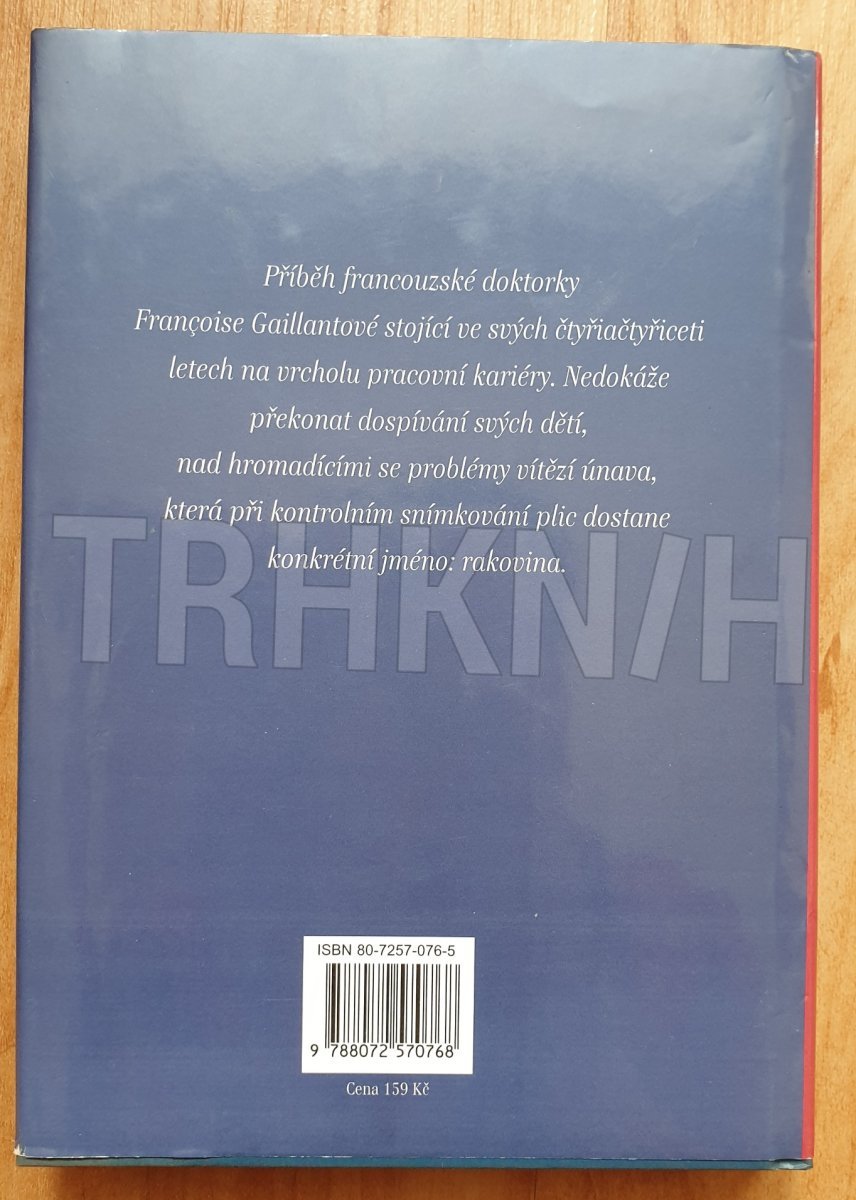 Příběh francouzské doktorky
Françoise Gaillantové stojící ve svých čtyřiačtyřiceti
letech na vrcholu pracovní kariéry. Nedokáže
překonat dospívání svých dětí,
nad hromadícími se problémy vítězí únava,
která při kontrolním snímkování plic dostane
konkrétní jméno: rakovina.
TRHKN/H
ISBN 80-7257-076-5
9 788072 570768
Cena 159 Kč